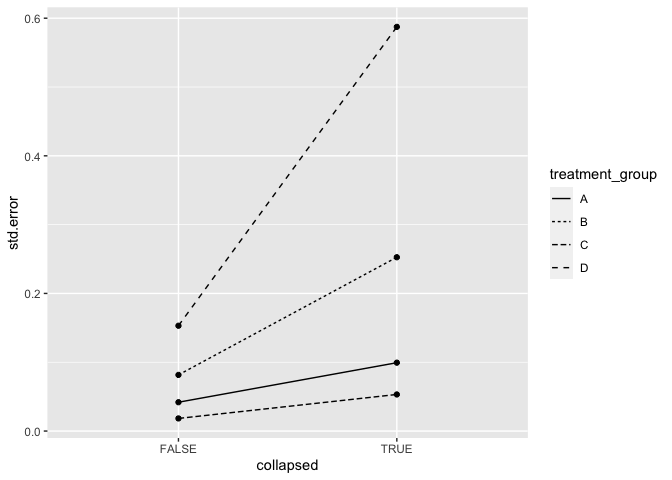 0.6
0.4
0.2
0.0
std.error
FALSE
TRUE
collapsed
treatment_group
A
B
C
D